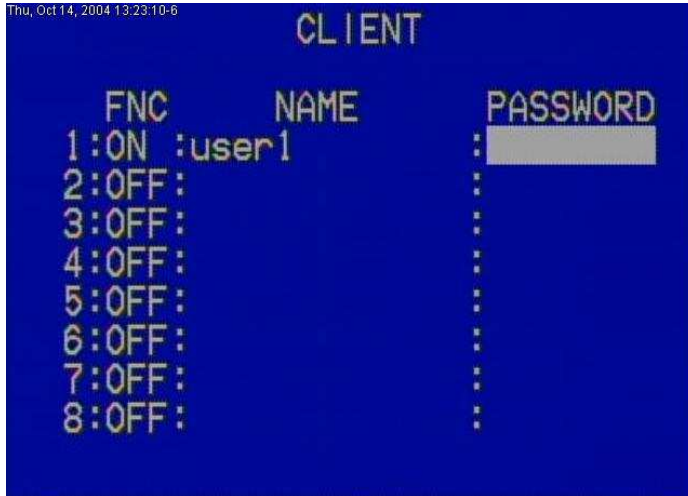 Thu, Oct 14, 2004 13:23:10-6
CLIENT
FNC NAME PASSWORD
1:ON :user1 :
2:OFF: :
3:OFF: :
4:OFF: :
5:OFF: :
6:OFF: :
7:OFF: :
8:OFF: :